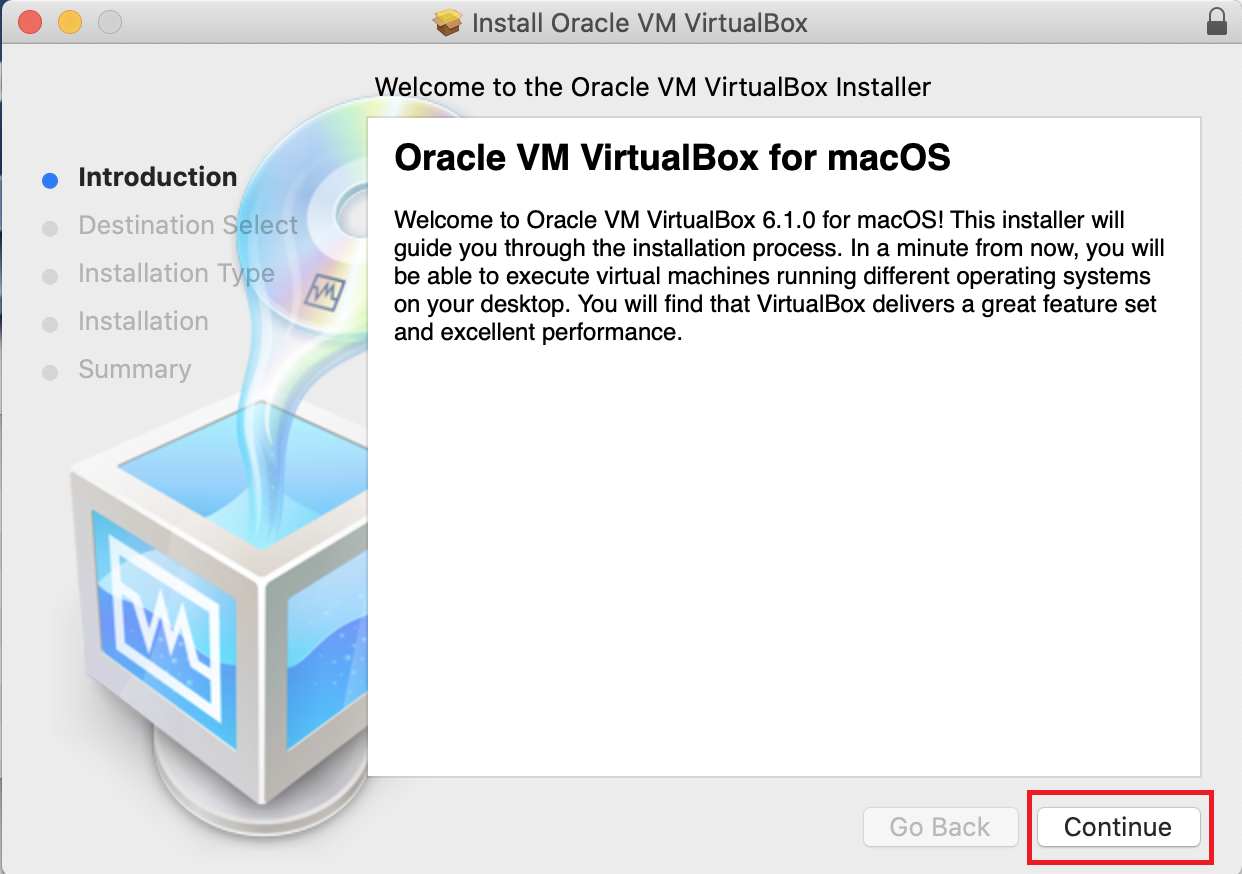 Install Oracle VM VirtualBox
Welcome to the Oracle VM VirtualBox Installer
Introduction
Destination Select
Installation Type
Installation
Summary
Oracle VM VirtualBox for macOS
Welcome to Oracle VM VirtualBox 6.1.0 for macOS! This installer will
guide you through the installation process. In a minute from now, you will
be able to execute virtual machines running different operating systems
on your desktop. You will find that VirtualBox delivers a great feature set
and excellent performance.
Go Back
Continue